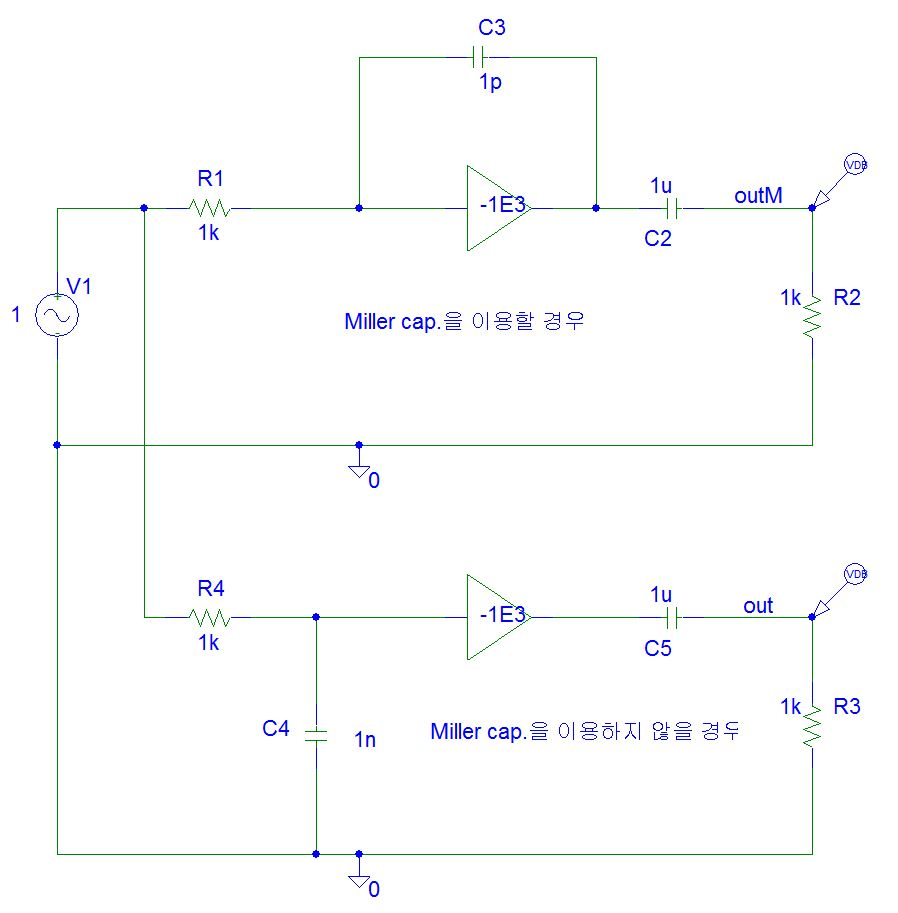 C3
1p
R1
1k
-1E3
1u
C2
outM
VDB
V1
1
1k
R2
Miller cap.을 이용할 경우
0
R4
1k
-1E3
1u
C5
out
VDB
C4
1n
1k
R3
Miller cap.을 이용하지 않을 경우
0